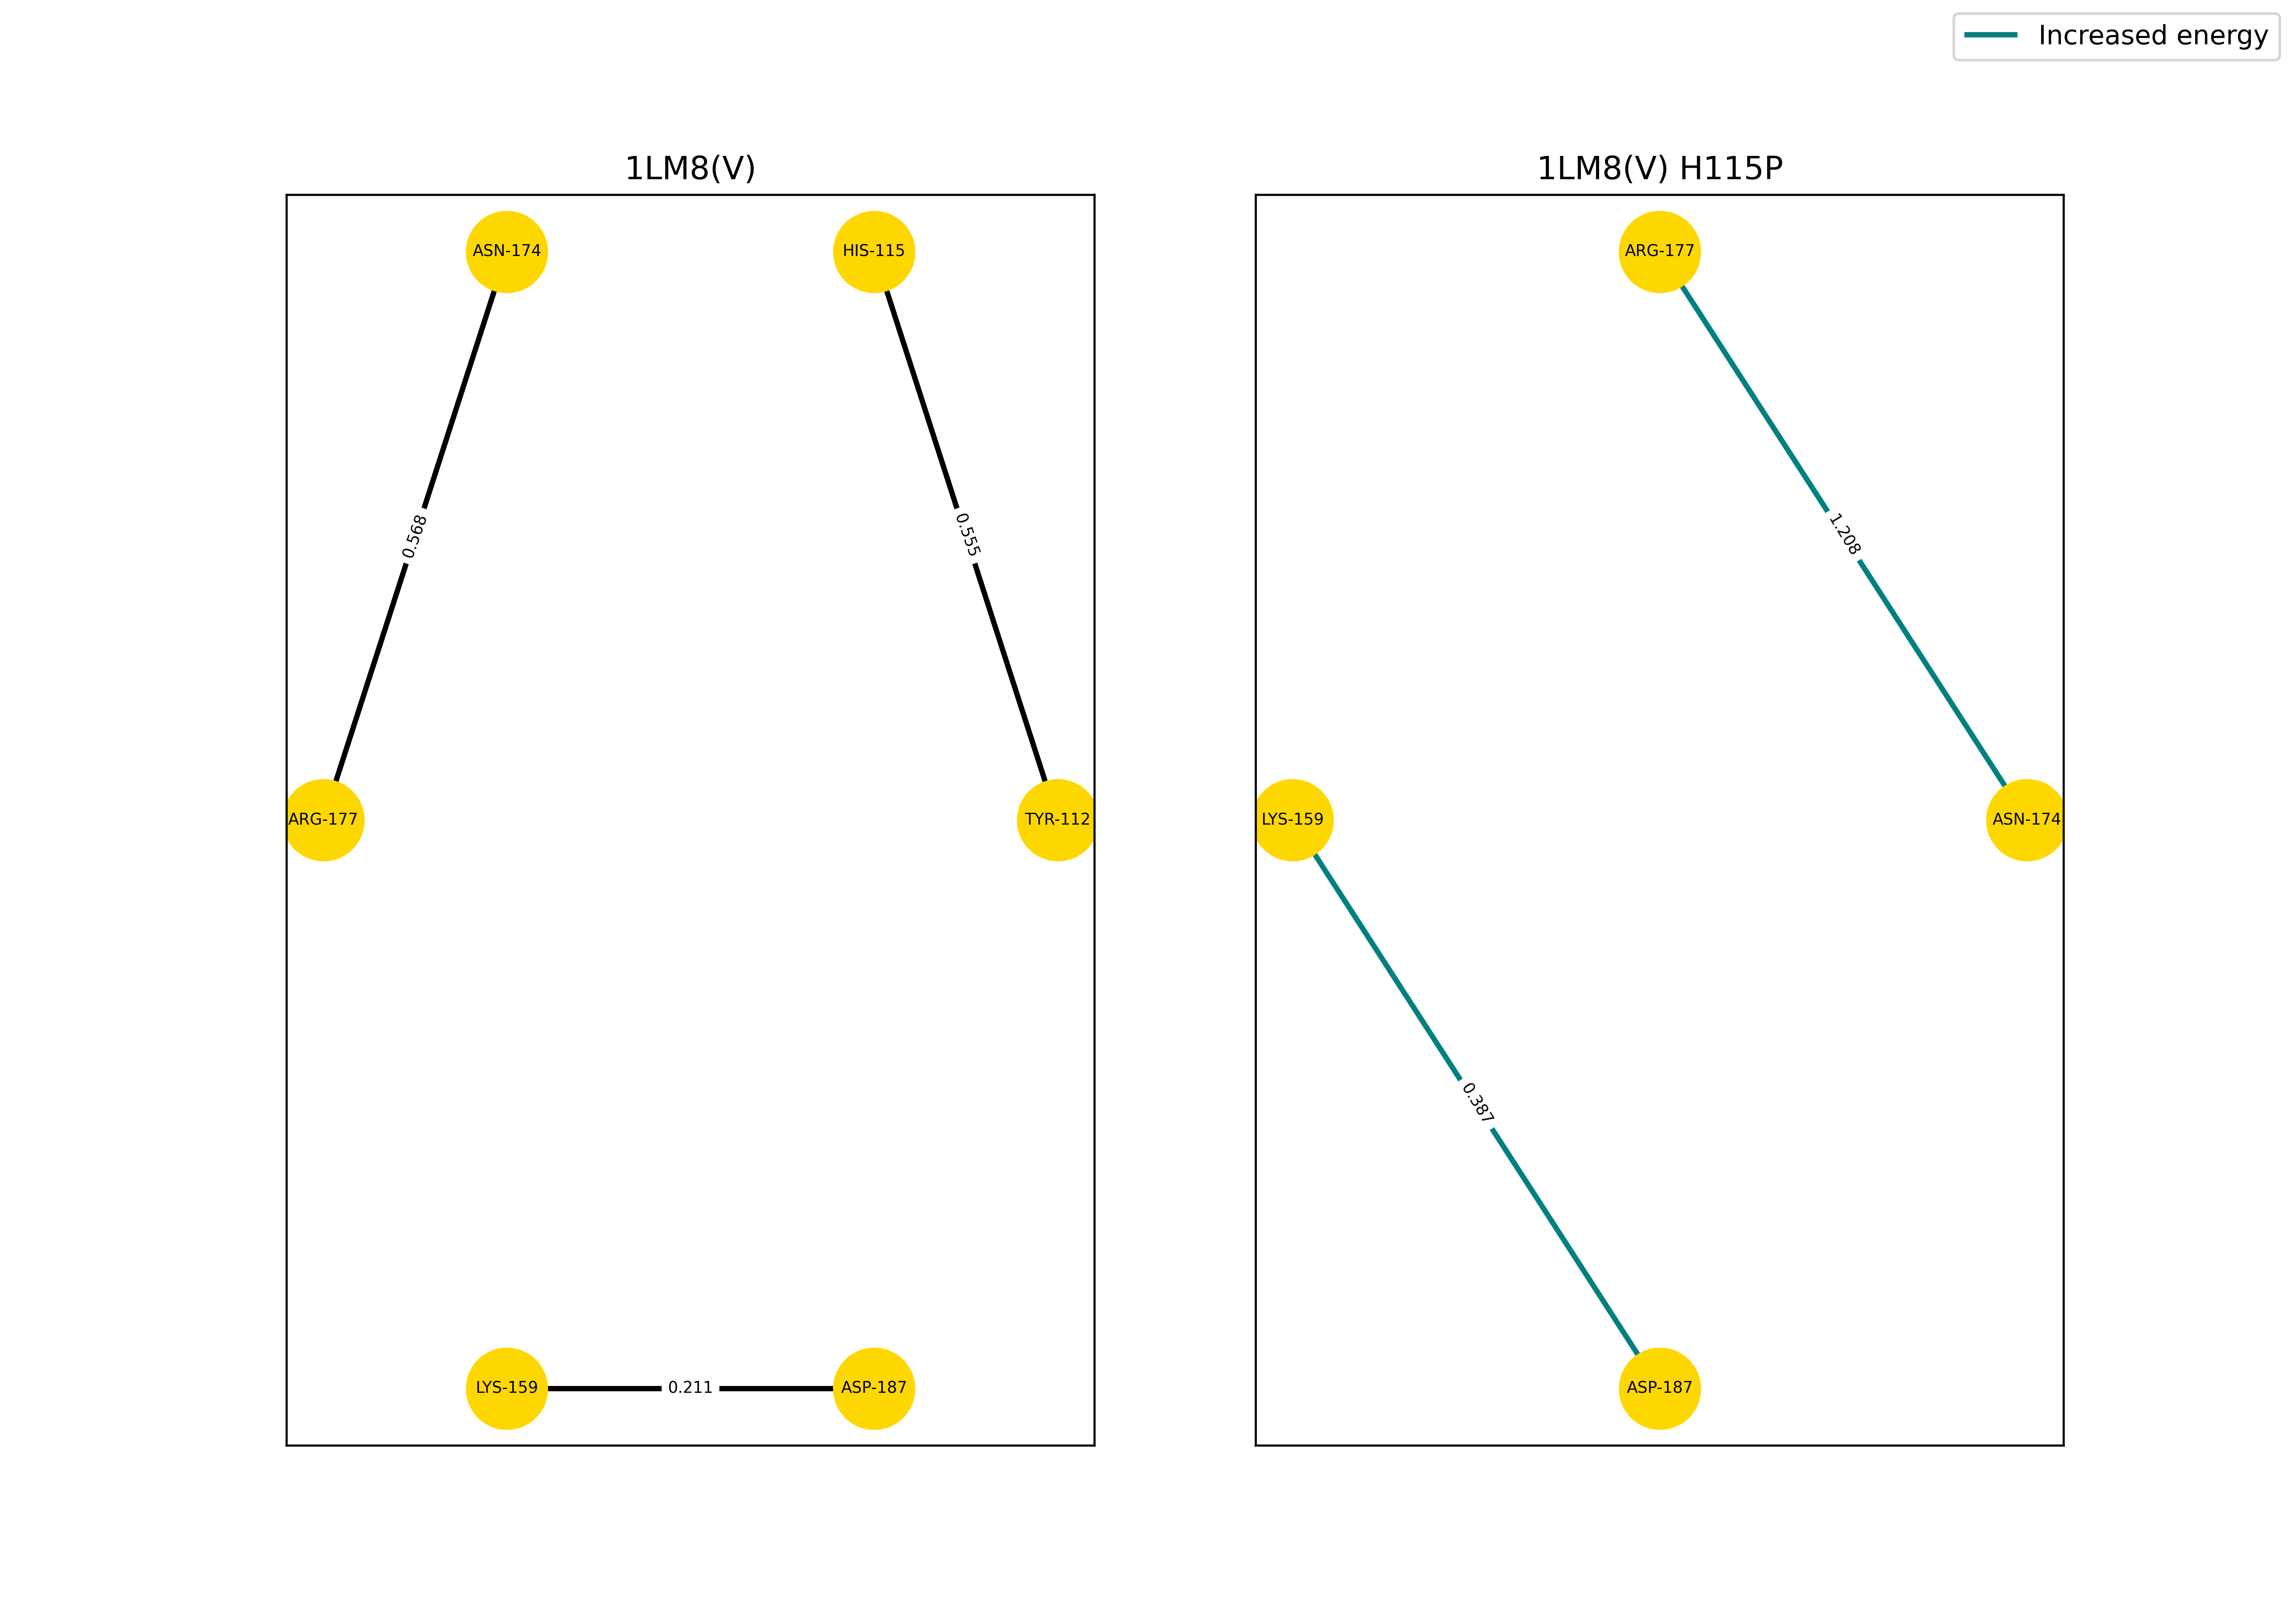 Increased energy
1LM8(V)
ASN-174
HIS-115
0.568
0.555
ARG-177
TYR-112
LYS-159
0.211
ASP-187
1LM8(V) H115P
ARG-177
1.208
LYS-159
ASN-174
0.387
ASP-187